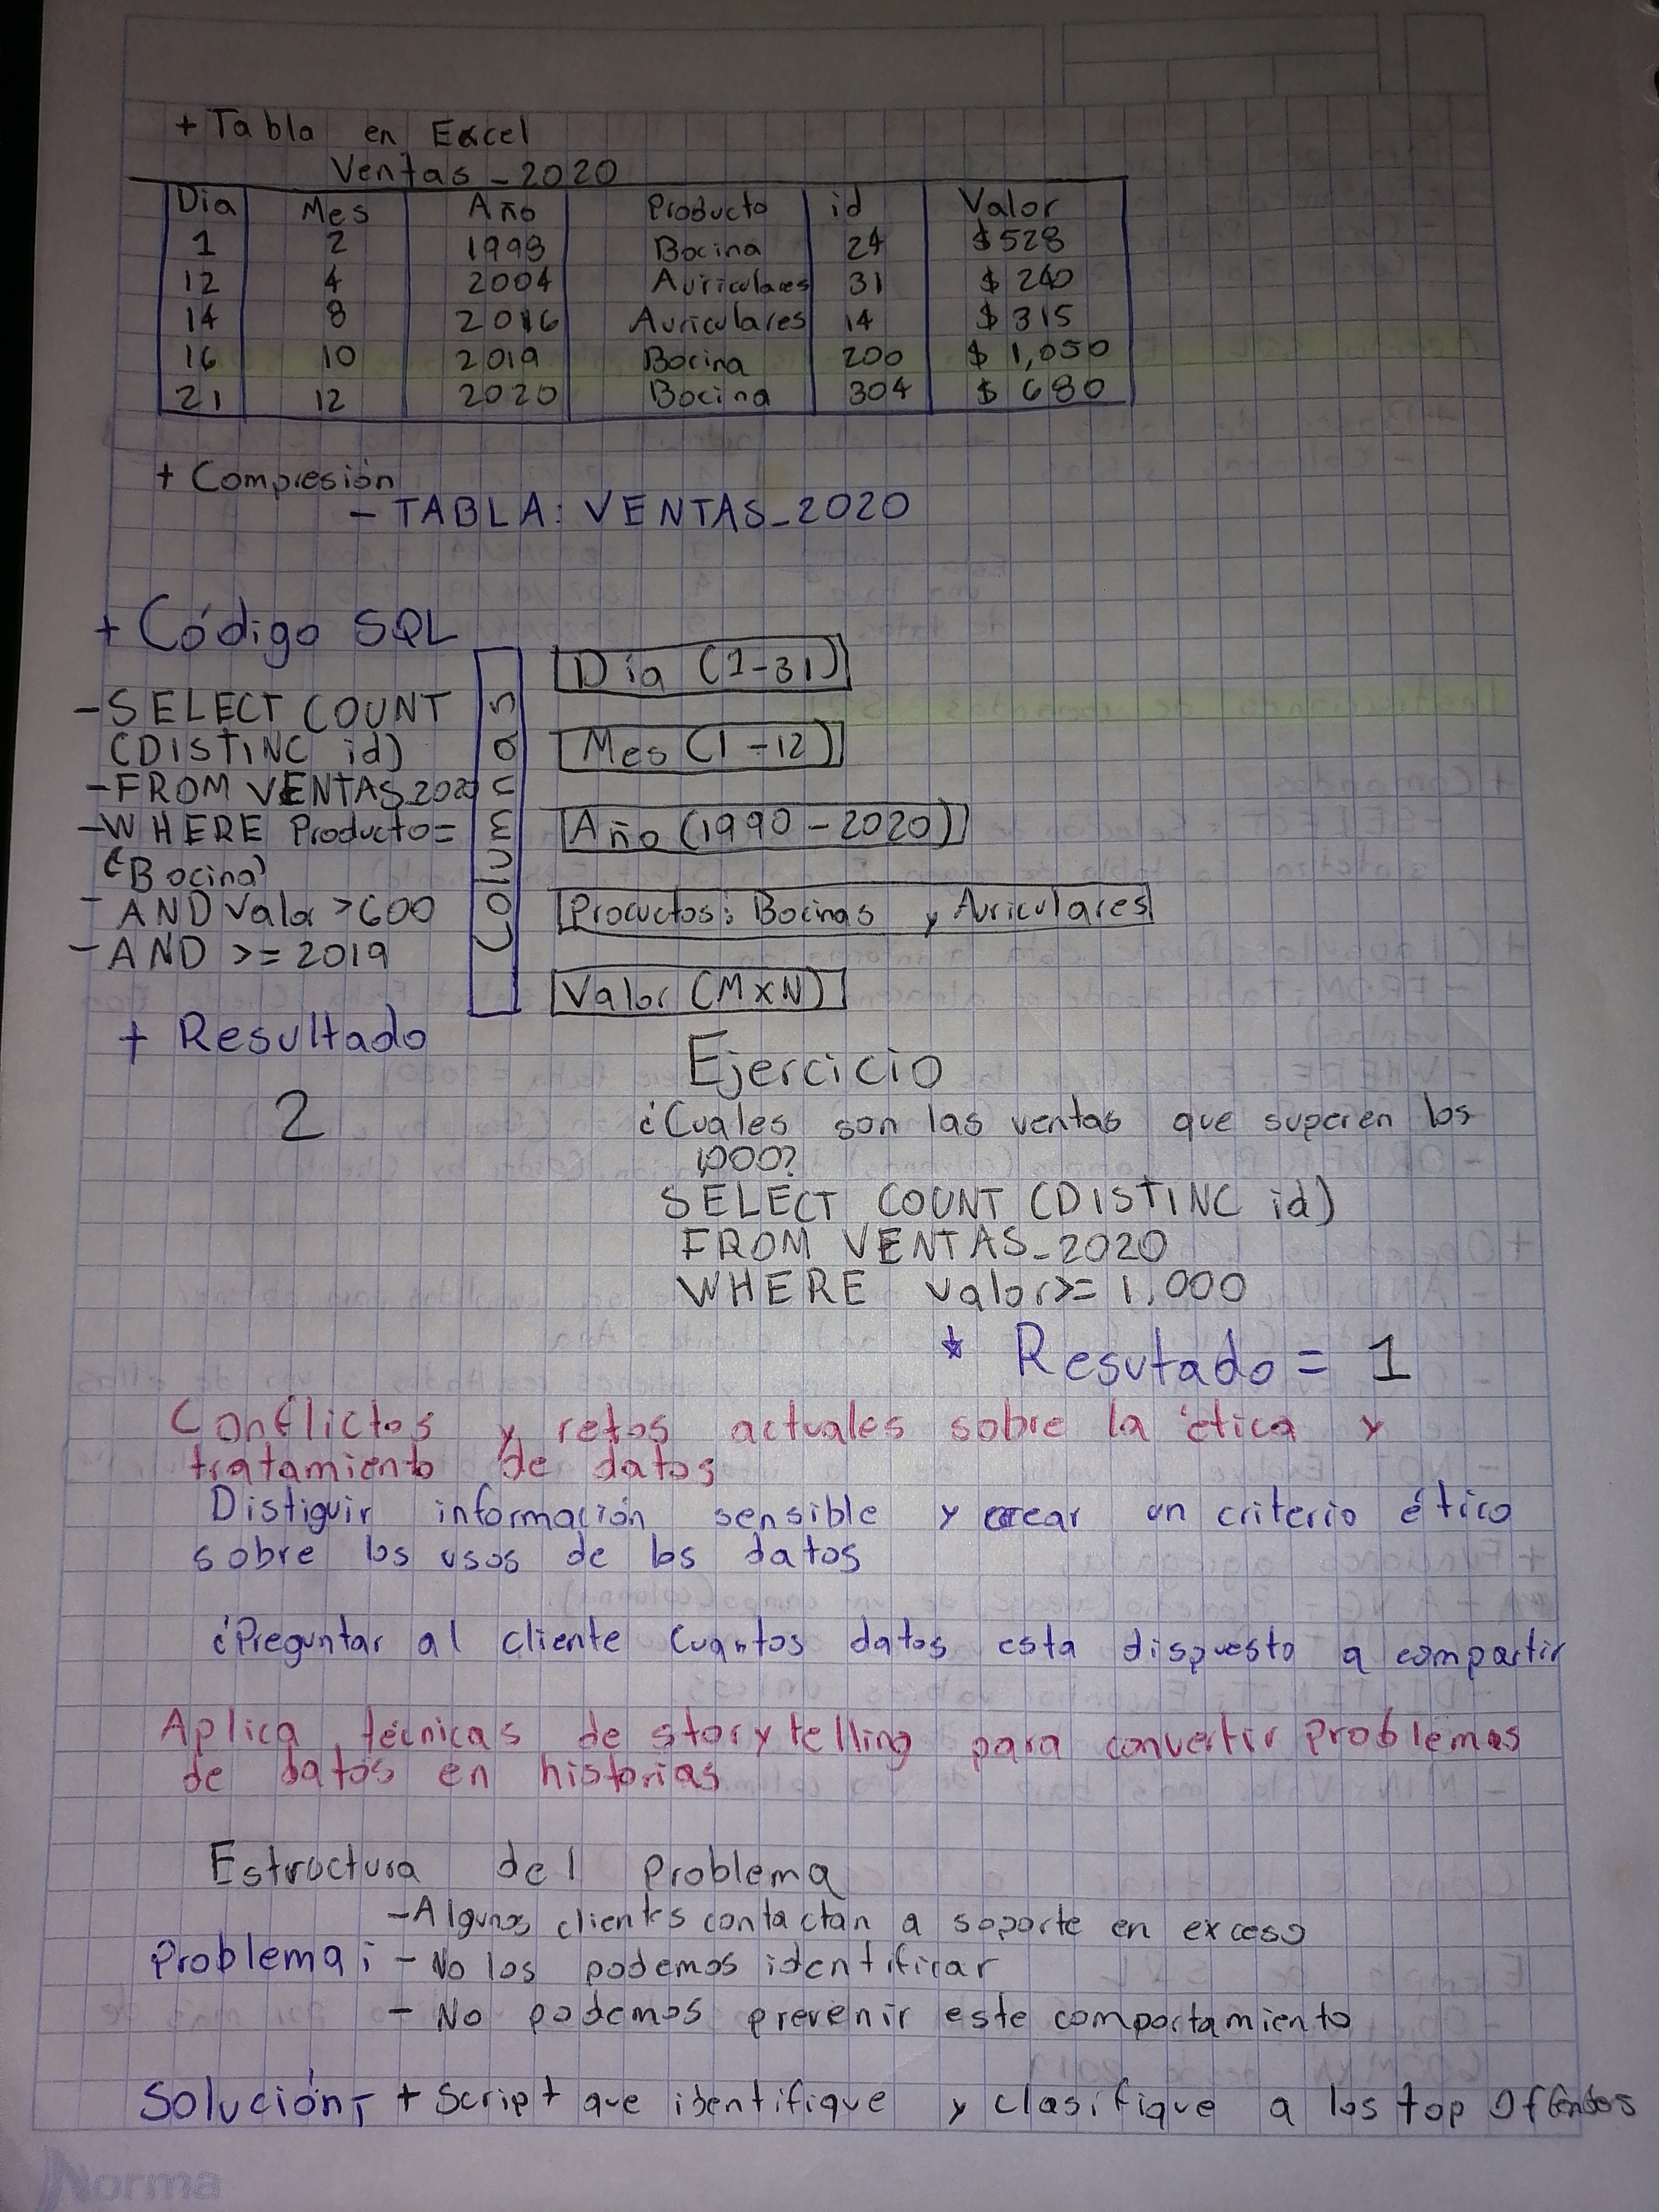 + Tabla en Excel
Ventas_2020
Dia Mes Año Producto id Valor
1 2 1998 Bocina 24 $528
12 4 2004 Auriculares 31 $240
14 8 2016 Auriculares 14 $315
16 10 2019 Bocina 200 $1,050
21 12 2020 Bocina 304 $680
+ Compresión
- TABLA: VENTAS_2020
+ Código SQL
- SELECT COUNT
(DISTINC id)
- FROM VENTAS_2020
- WHERE Producto=
(Bocina)
- AND Valor >600
- AND >= 2019
Columnas
Dia (1-31)
Mes (1-12)
Año (1990-2020)
Procuctos: Bocinas y Auriculares
Valor (MXN)
+ Resultado
2
Ejercicio
¿Cuales son las ventas que superen los
1,000?
SELECT COUNT (DISTINC id)
FROM VENTAS_2020
WHERE valor>= 1,000
* Resutado = 1
Conflictos y retos actuales sobre la ética y
tratamiento de datos
Distiguir información sensible y crear un criterio ético
sobre los usos de los datos
¿Preguntar al cliente cuantos datos esta dispuesto a compartir
Aplica técnicas de storytelling para convertir problemas
de datos en historias
Estructura del Problema
- Algunos clientes contactan a soporte en exceso
Problema: - No los podemos identificar
- No podemos prevenir este comportamiento
Solución: + Script que identifique y clasifique a los top
Norma